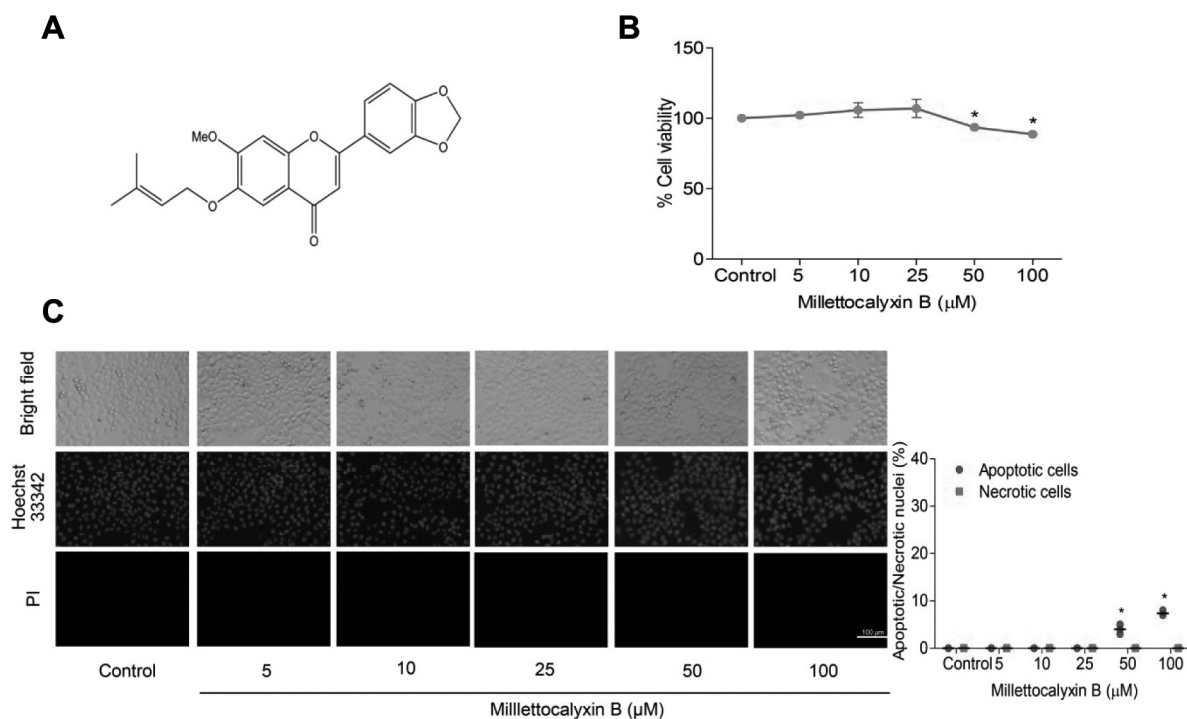 A
MeO
O
O
O
O
O
B
150
100
50
0
% Cell viability
*
*
Control 5 10 25 50 100
Millettocalyxin B (μM)
C
Bright field
Hoechst
33342
PI
100 μm
Control 5 10 25 50 100
Milllettocalyxin B (μM)
Apoptotic/Necrotic nuclei (%)
40
30
20
10
0
Apoptotic cells
Necrotic cells
*
*
Control 5 10 25 50 100
Millettocalyxin B (μM)